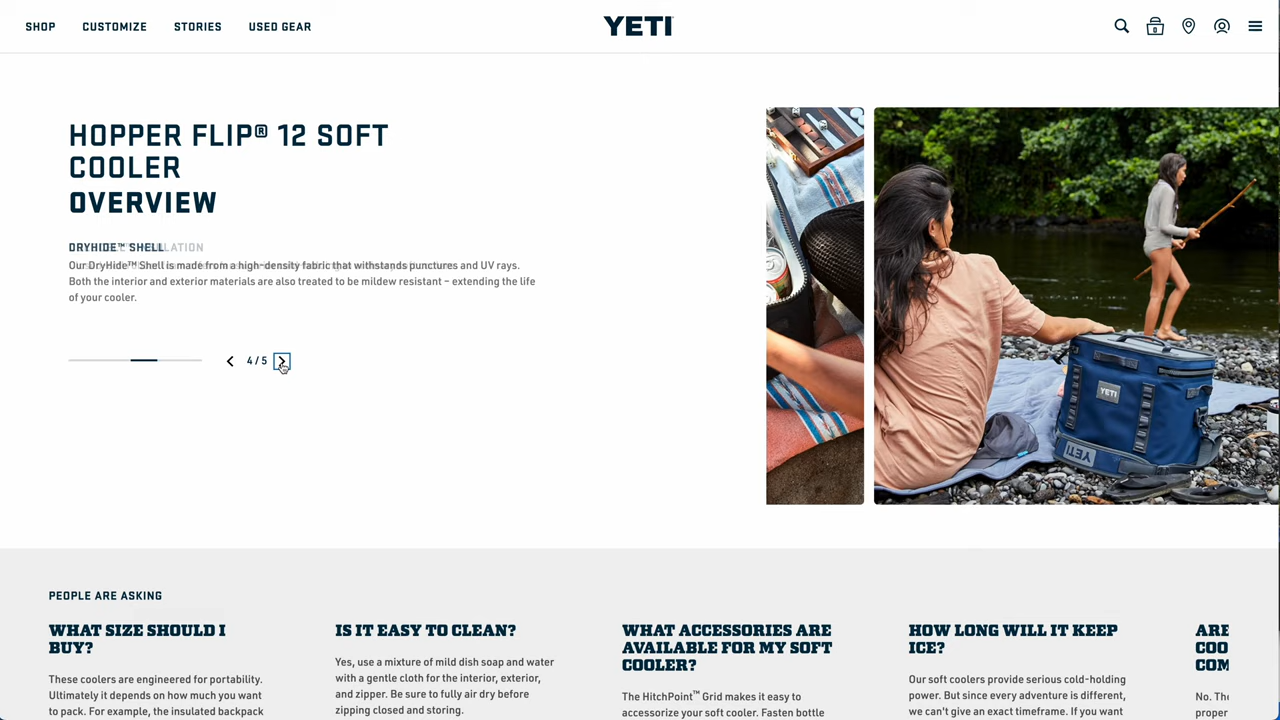 SHOP CUSTOMIZE STORIES USED GEAR YETI 0
HOPPER FLIP® 12 SOFT
COOLER
OVERVIEW
DRYHIDE™ SHELL
Our DryHide™ Shell is made from a high-density fabric that withstands punctures and UV rays.
Both the interior and exterior materials are also treated to be mildew resistant – extending the life
of your cooler.
4 / 5
YETI
YETI
PEOPLE ARE ASKING
WHAT SIZE SHOULD I
BUY?
These coolers are engineered for portability.
Ultimately it depends on how much you want
to pack. For example, the insulated backpack
IS IT EASY TO CLEAN?
Yes, use a mixture of mild dish soap and water
with a gentle cloth for the interior, exterior,
and zipper. Be sure to fully air dry before
zipping closed and storing.
WHAT ACCESSORIES ARE
AVAILABLE FOR MY SOFT
COOLER?
The HitchPoint™ Grid makes it easy to
accessorize your soft cooler. Fasten bottle
HOW LONG WILL IT KEEP
ICE?
Our soft coolers provide serious cold-holding
power. But since every adventure is different,
we can't give an exact timeframe. If you want
ARE
COO
COM
No. Th
proper